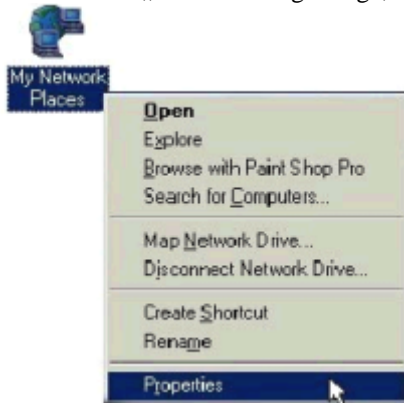 My Network
Places
Open
Explore
Browse with Paint Shop Pro
Search for Computers...
Map Network Drive...
Disconnect Network Drive...
Create Shortcut
Rename
Properties